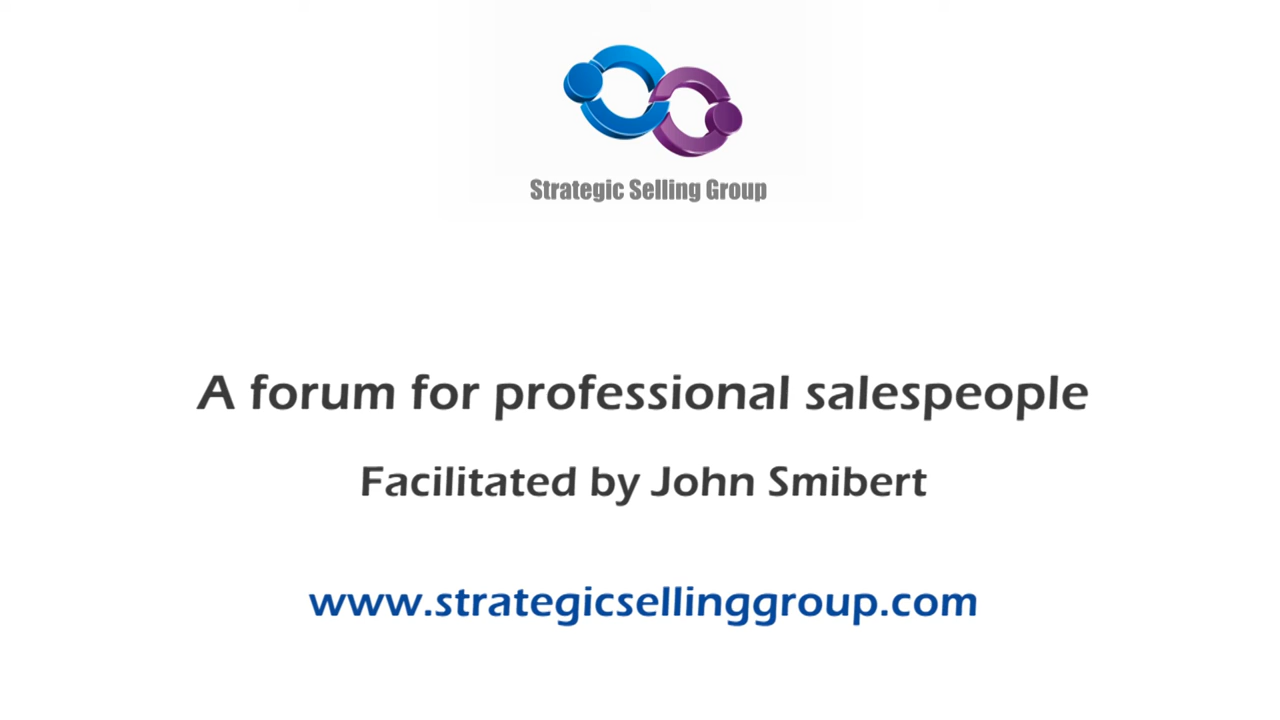 Strategic Selling Group
A forum for professional salespeople
Facilitated by John Smibert
www.strategicsellinggroup.com